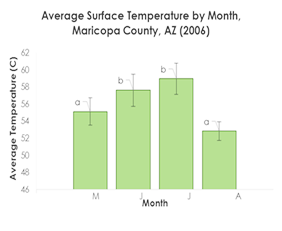 Average Surface Temperature by Month,
Maricopa County, AZ (2006)
Average Temperature (C)
62
60
58
56
54
52
50
48
46
a
b
b
a
M
J
J
A
Month